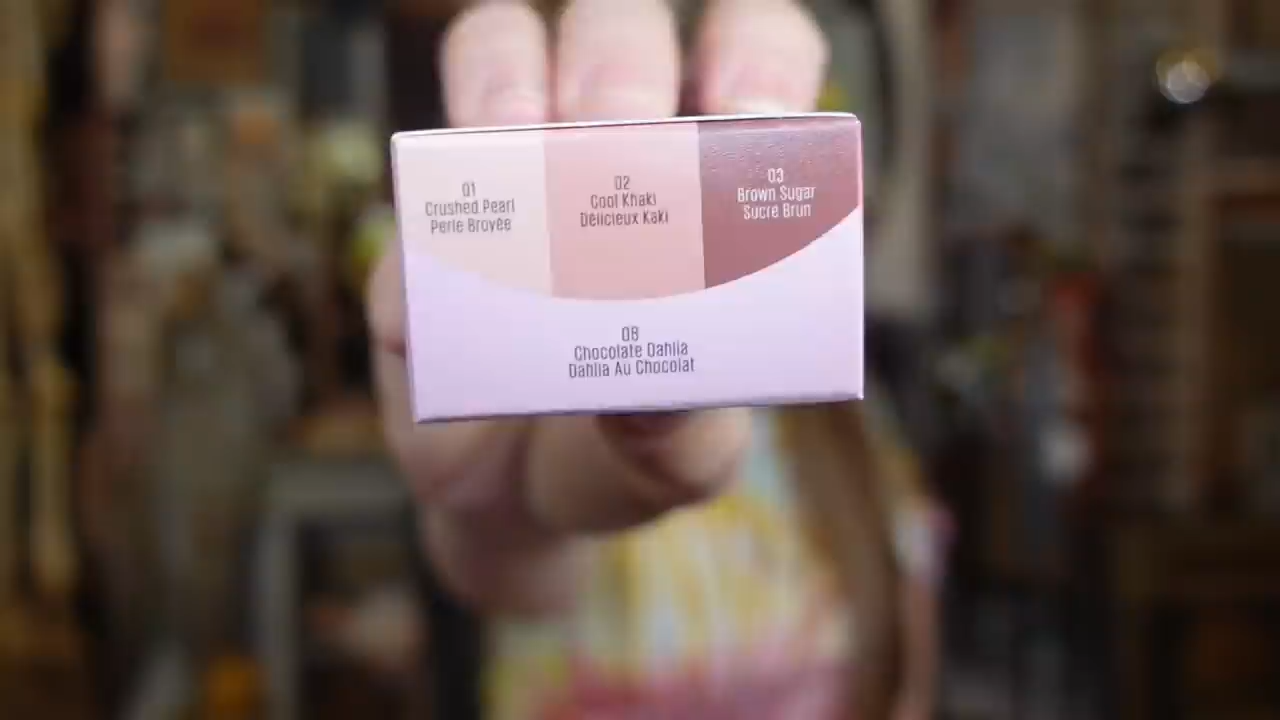 01
Crushed Pearl
Perle Broyée
02
Cool Khaki
Délicieux Kaki
03
Brown Sugar
Sucre Brun
08
Chocolate Dahlia
Dahlia Au Chocolat